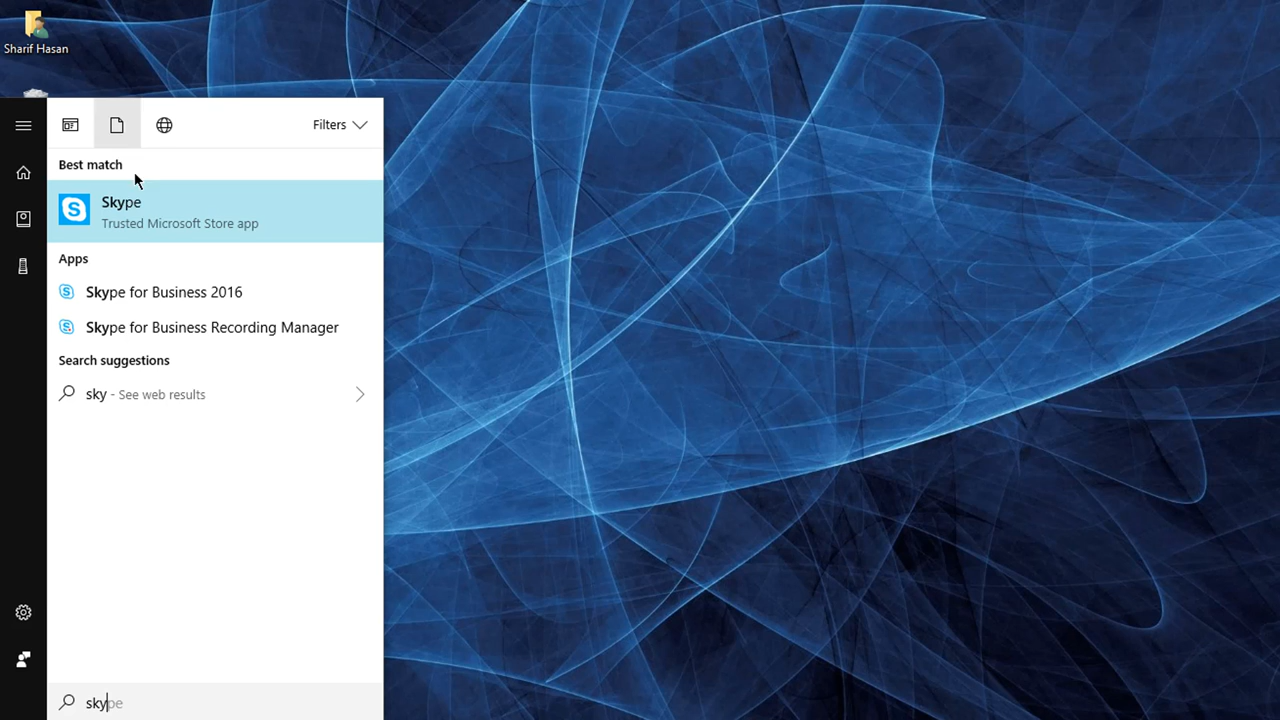 Sharif Hasan
Filters
Best match
Skype
Trusted Microsoft Store app
Apps
Skype for Business 2016
Skype for Business Recording Manager
Search suggestions
sky - See web results
skype